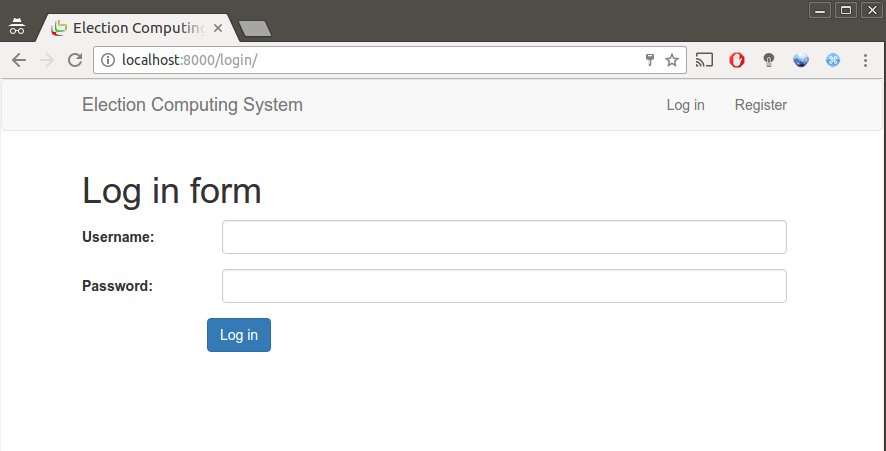 Election Computing
localhost:8000/login/
Election Computing System
Log in
Register
Log in form
Username:
Password:
Log in